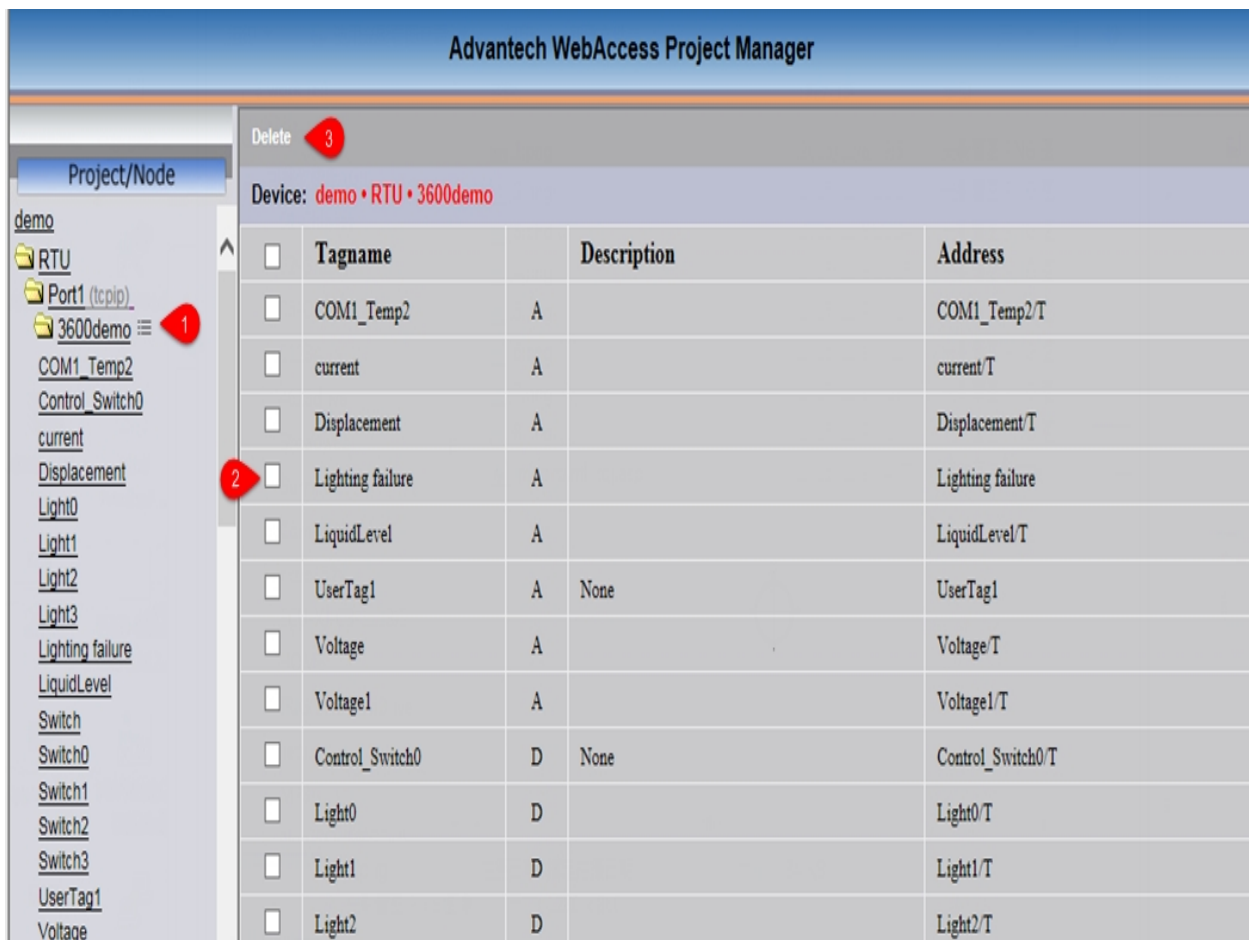 Advantech WebAccess Project Manager
Project/Node
demo
RTU
Port1 (tcpip)
3600demo
1
COM1_Temp2
Control_Switch0
current
Displacement
Light0
Light1
Light2
Light3
Lighting failure
LiquidLevel
Switch
Switch0
Switch1
Switch2
Switch3
UserTag1
Voltage
Delete 3
Device: demo • RTU • 3600demo
Tagname Description Address
COM1_Temp2 A COM1_Temp2/T
current A current/T
Displacement A Displacement/T
2 Lighting failure A Lighting failure
LiquidLevel A LiquidLevel/T
UserTag1 A None UserTag1
Voltage A Voltage/T
Voltage1 A Voltage1/T
Control_Switch0 D None Control_Switch0/T
Light0 D Light0/T
Light1 D Light1/T
Light2 D Light2/T